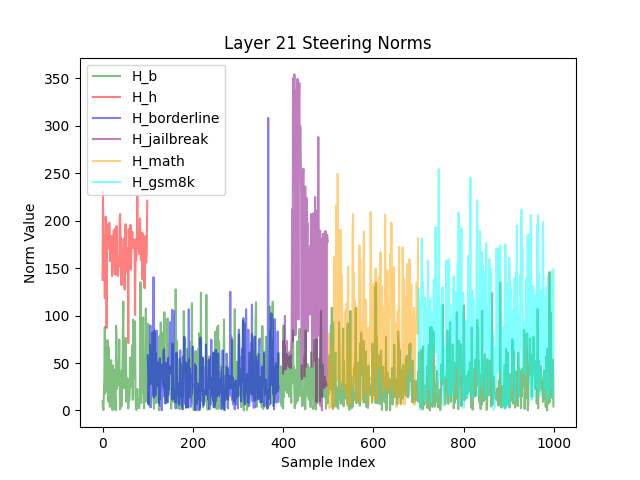 Layer 21 Steering Norms
H_b
H_h
H_borderline
H_jailbreak
H_math
H_gsm8k
350
300
250
200
150
100
50
0
Norm Value
0
200
400
600
800
1000
Sample Index